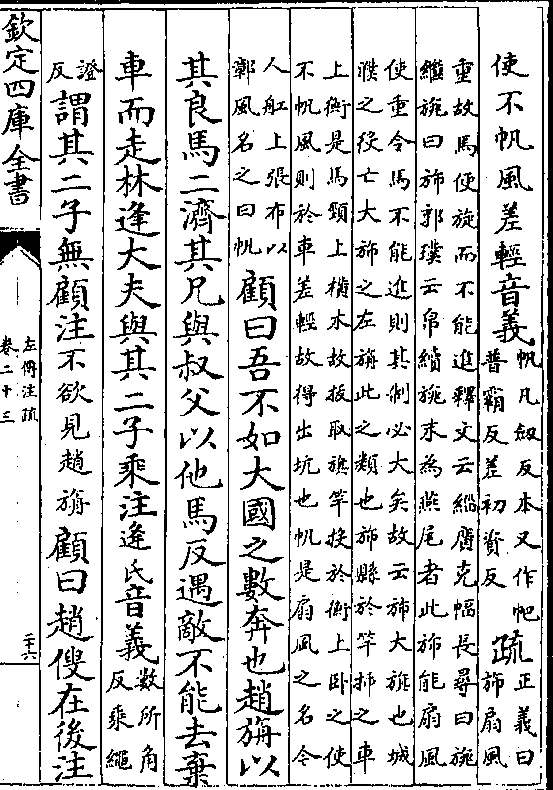 使不帆風差輕音義
帆凡劔反本又作帊
普霸反差初賣反
疏
正義曰
旆扇風
重故馬便旋而不能進釋文云緇廣充幅長尋曰旐
繼旐曰旆郭璞云帛續旐末為燕尾者此旆能扇風
使重令馬不能進則其制必大矣故云旆大旗也城
濮之役亡大旆之左旃此之類也旆縣於竿揷之車
上衡是馬頸上橫木故拔取旗竿投於衡上卧之使
不帆風則於車差輕故得出坑也帆是扇風之名今
人舡上張布以
鄣風名之曰帆
顧曰吾不如大國之數奔也趙旃以
其良馬二濟其兄與叔父以他馬反遇敵不能去棄
車而走林逢大夫與其二子乘注逢氏音義
數所角
反乘繩
證
反
謂其二子無顧注不欲見趙旃顧曰趙傁在後注
欽定四庫全書
左傳注疏
卷二十三
二十六